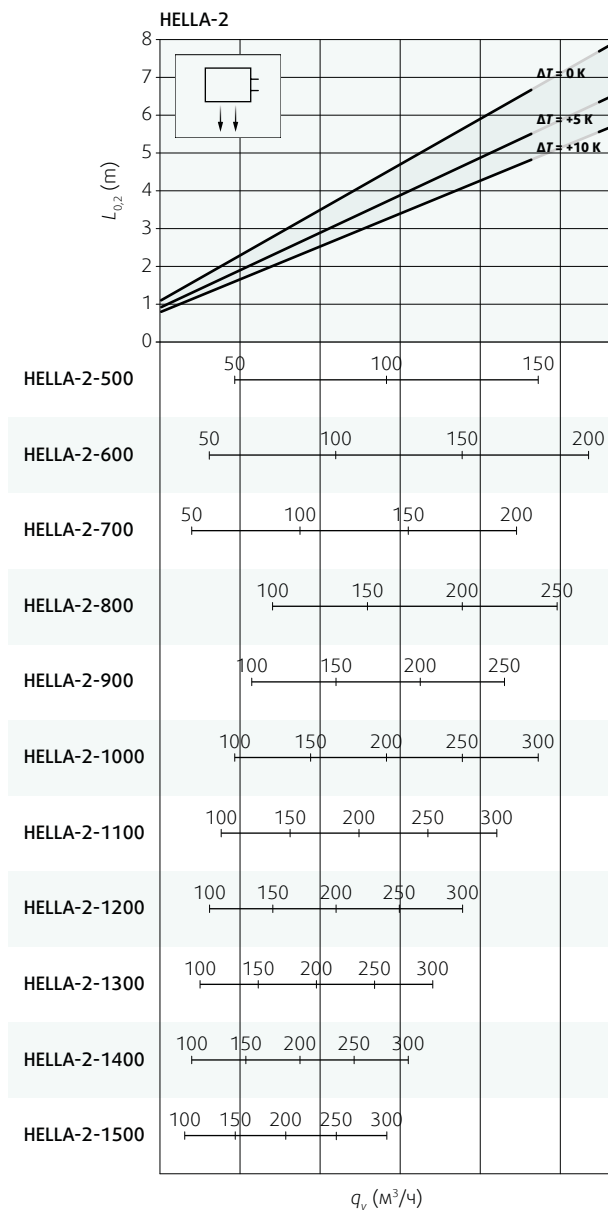 HELLA-2
8
7
6
5
4
3
2
1
0
L0,2 (m)
ΔT = 0 K
ΔT = +5 K
ΔT = +10 K
HELLA-2-500
50 100 150
HELLA-2-600
50 100 150 200
HELLA-2-700
50 100 150 200
HELLA-2-800
100 150 200 250
HELLA-2-900
100 150 200 250
HELLA-2-1000
100 150 200 250 300
HELLA-2-1100
100 150 200 250 300
HELLA-2-1200
100 150 200 250 300
HELLA-2-1300
100 150 200 250 300
HELLA-2-1400
100 150 200 250 300
HELLA-2-1500
100 150 200 250 300
qv (м³/ч)